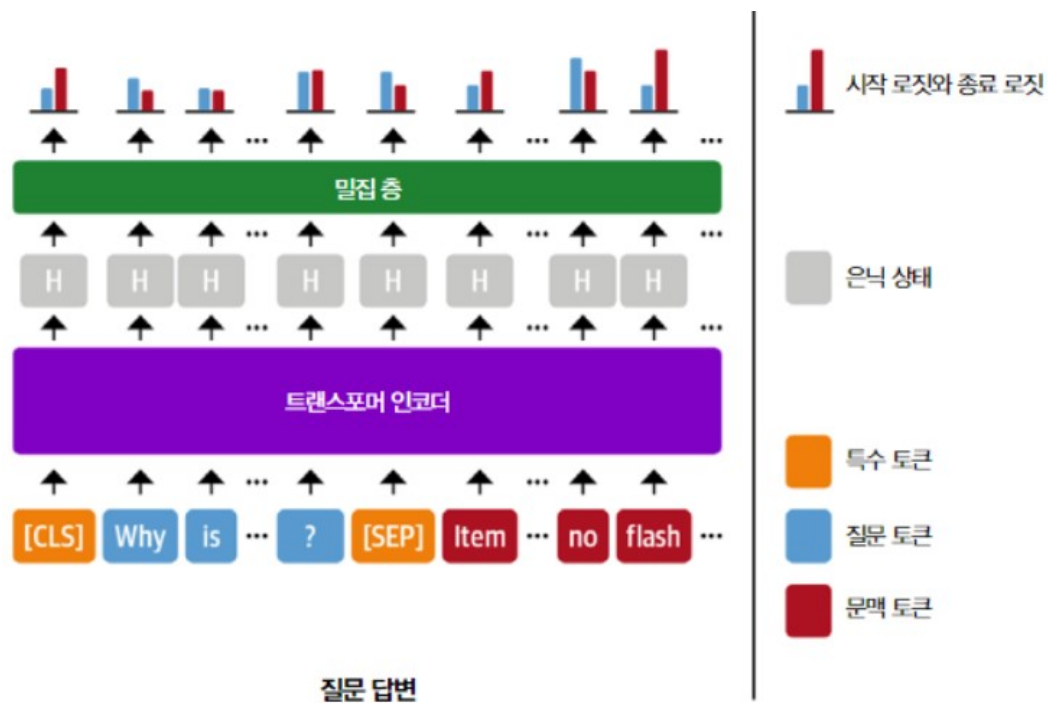 시작 로짓와 종료 로짓
... ... ...
밀집 층
... ... ...
H H H H H H H H
은닉 상태
... ... ...
트랜스포머 인코더
특수 토큰
... ... ...
[CLS] Why is ... ? [SEP] Item ... no flash ...
질문 토큰
문맥 토큰
질문 답변